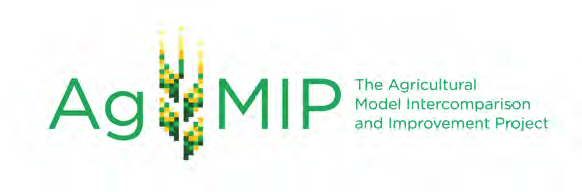 AgMIP
The Agricultural
Model Intercomparison
and Improvement Project